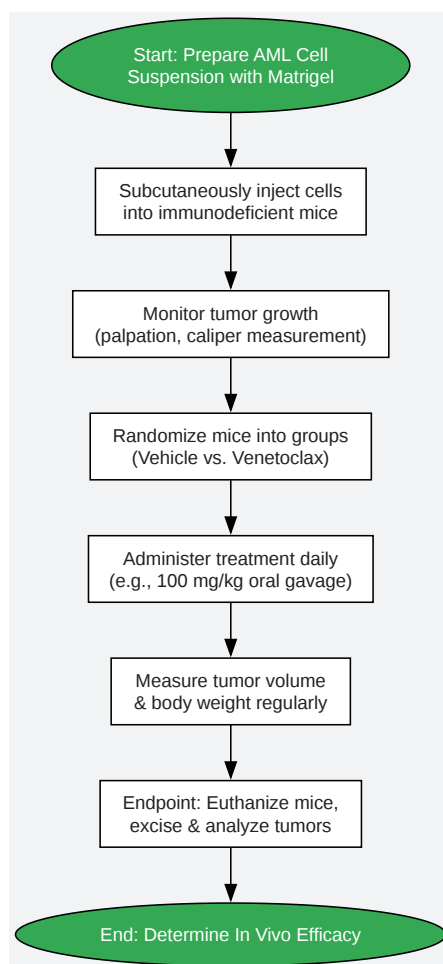 Start: Prepare AML Cell
Suspension with Matrigel
Subcutaneously inject cells
into immunodeficient mice
Monitor tumor growth
(palpation, caliper measurement)
Randomize mice into groups
(Vehicle vs. Venetoclax)
Administer treatment daily
(e.g., 100 mg/kg oral gavage)
Measure tumor volume
& body weight regularly
Endpoint: Euthanize mice,
excise & analyze tumors
End: Determine In Vivo Efficacy